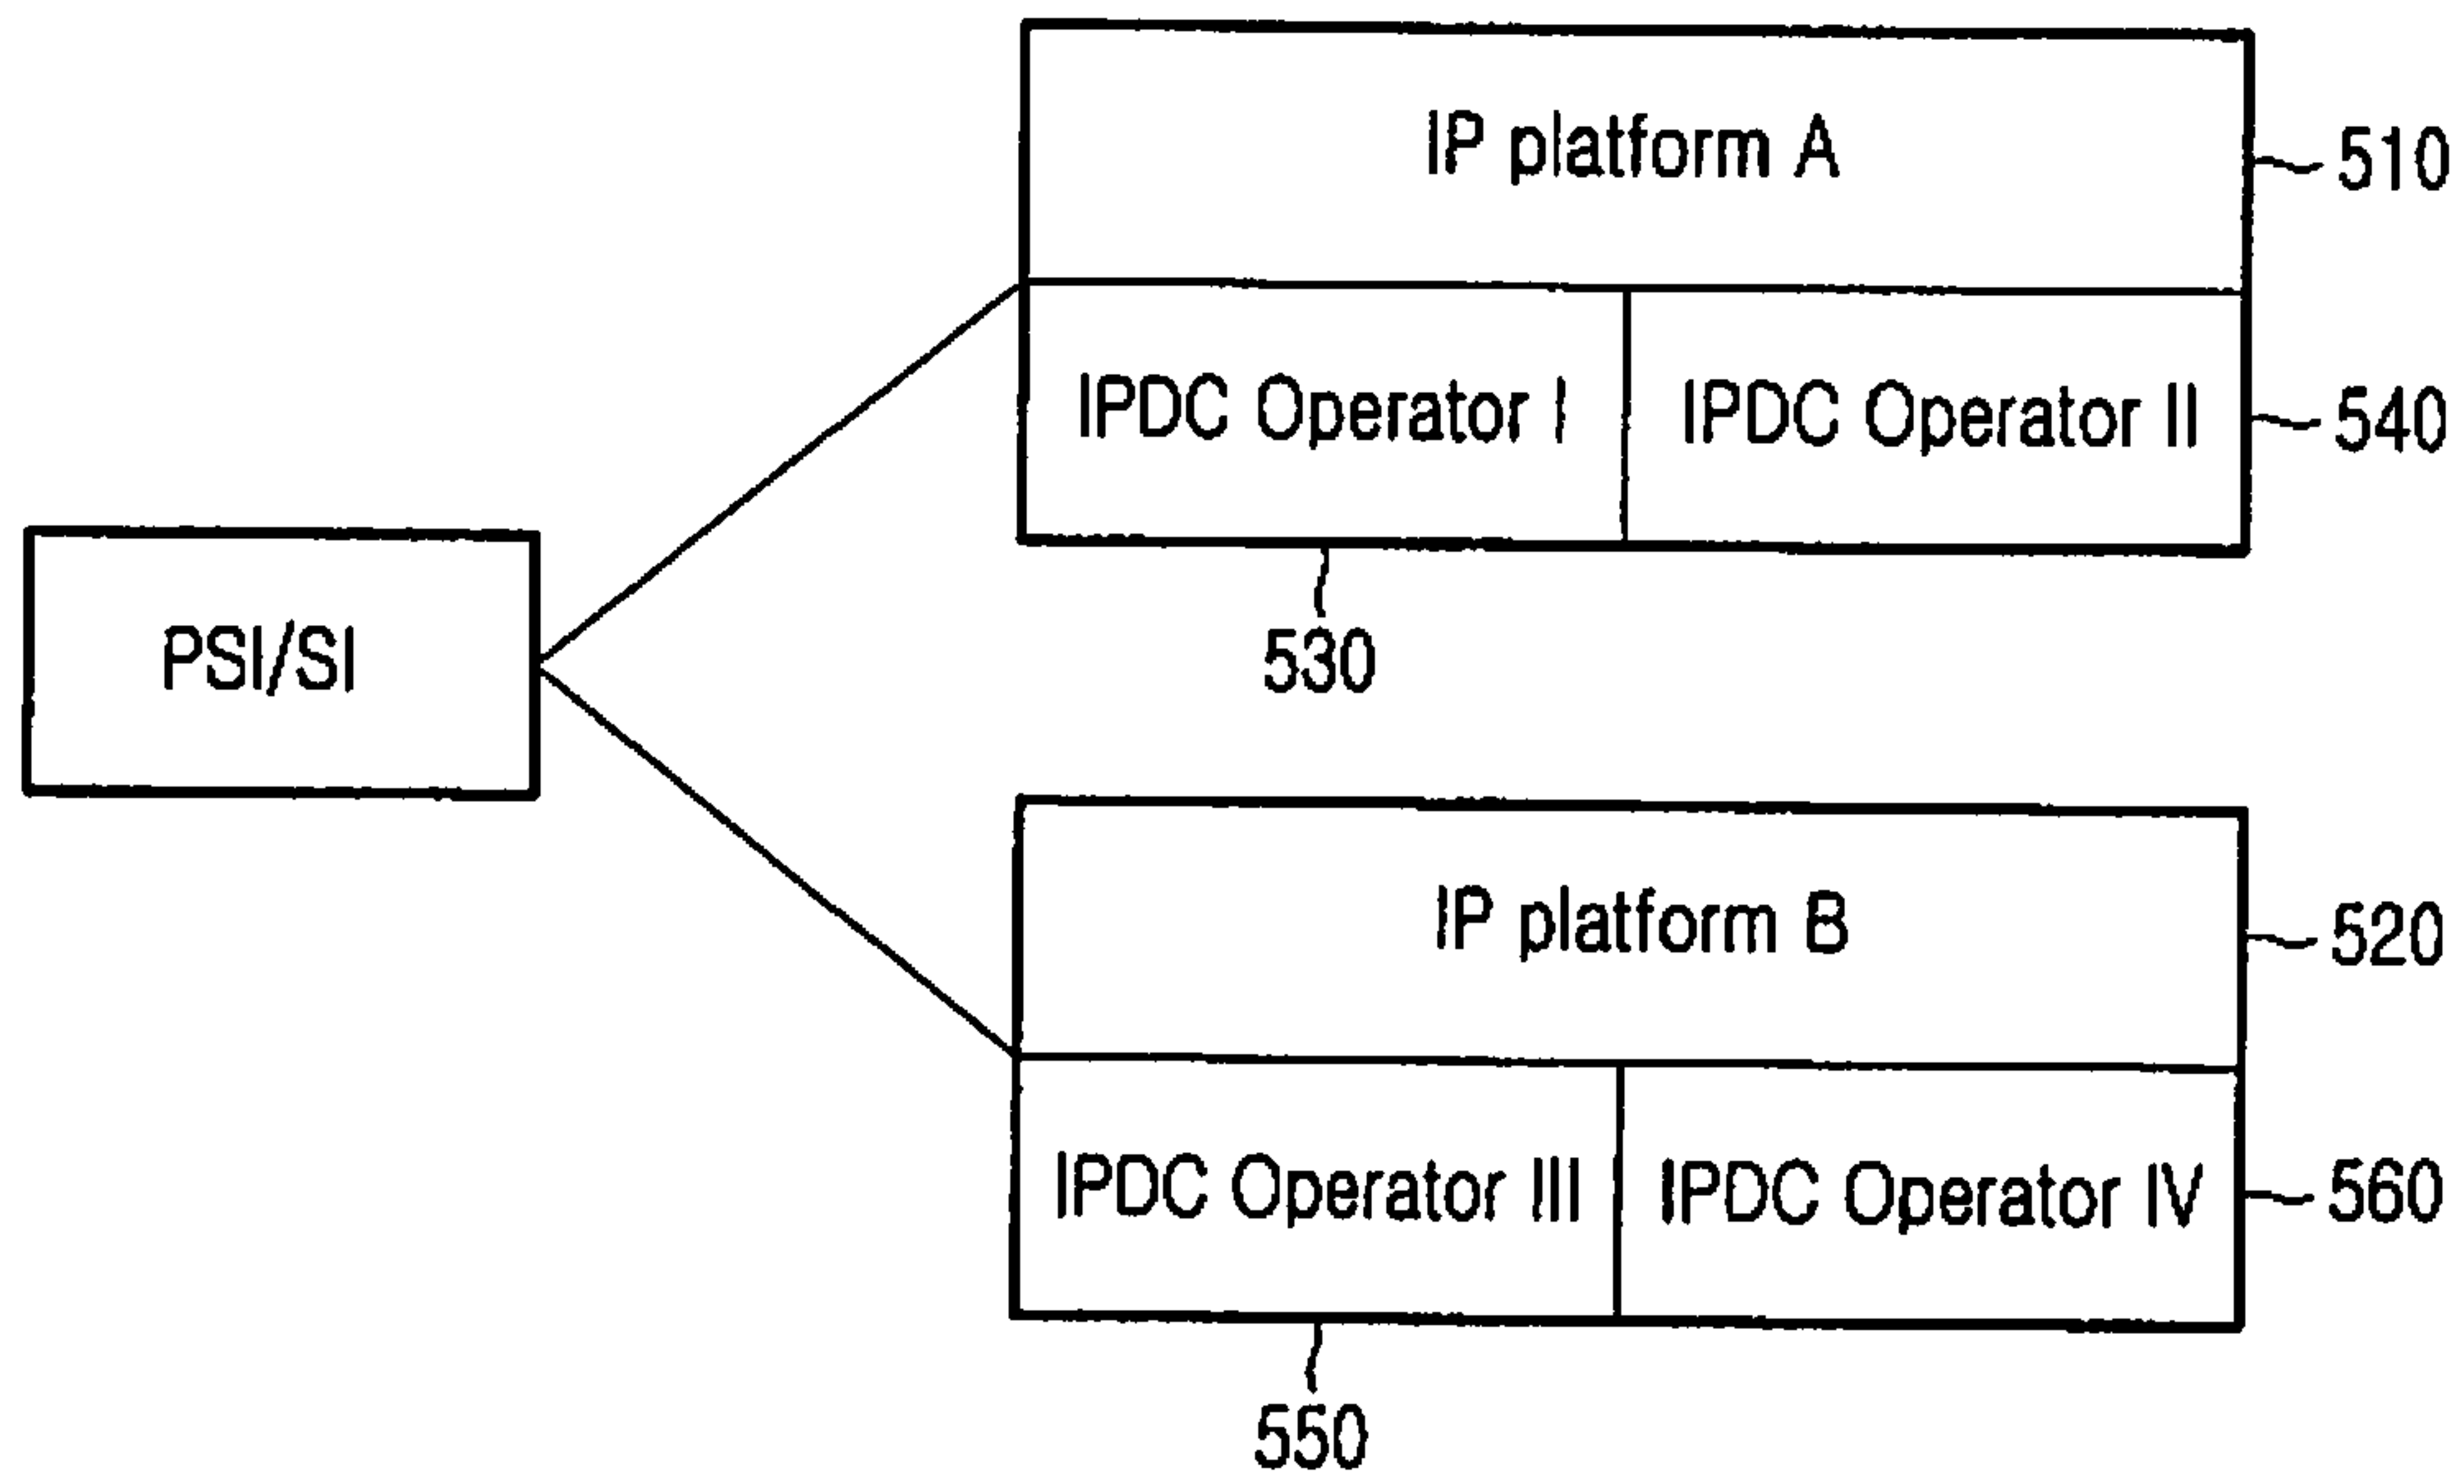 IP platform A
510
IPDC Operator I
IPDC Operator II
540
530
PSI/SI
IP platform B
520
IPDC Operator III
IPDC Operator IV
560
550